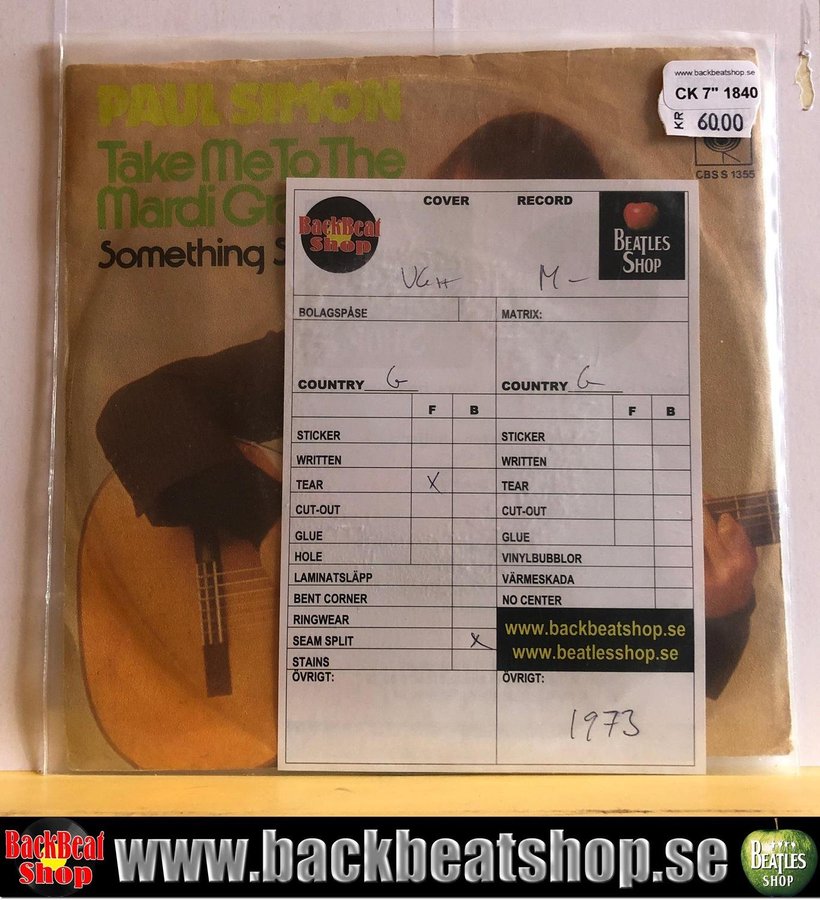 PAUL SIMON
Take Me To The
Mardi Gra
Something S
www.backbeatshop.se
CK 7" 1840
KR 60.00
CBS S 1355
BackBeat
Shop
COVER RECORD
BEATLES
SHOP
VG++ M-
BOLAGSPÅSE MATRIX:
COUNTRY G COUNTRY G
F B F B
STICKER STICKER
WRITTEN WRITTEN
TEAR X TEAR
CUT-OUT CUT-OUT
GLUE GLUE
HOLE VINYLBUBBLOR
LAMINATSLÄPP VÄRMESKADA
BENT CORNER NO CENTER
RINGWEAR
www.backbeatshop.se
SEAM SPLIT X
www.beatlesshop.se
STAINS
ÖVRIGT: ÖVRIGT:
1973
BackBeat
Shop
www.backbeatshop.se
BEATLES
SHOP